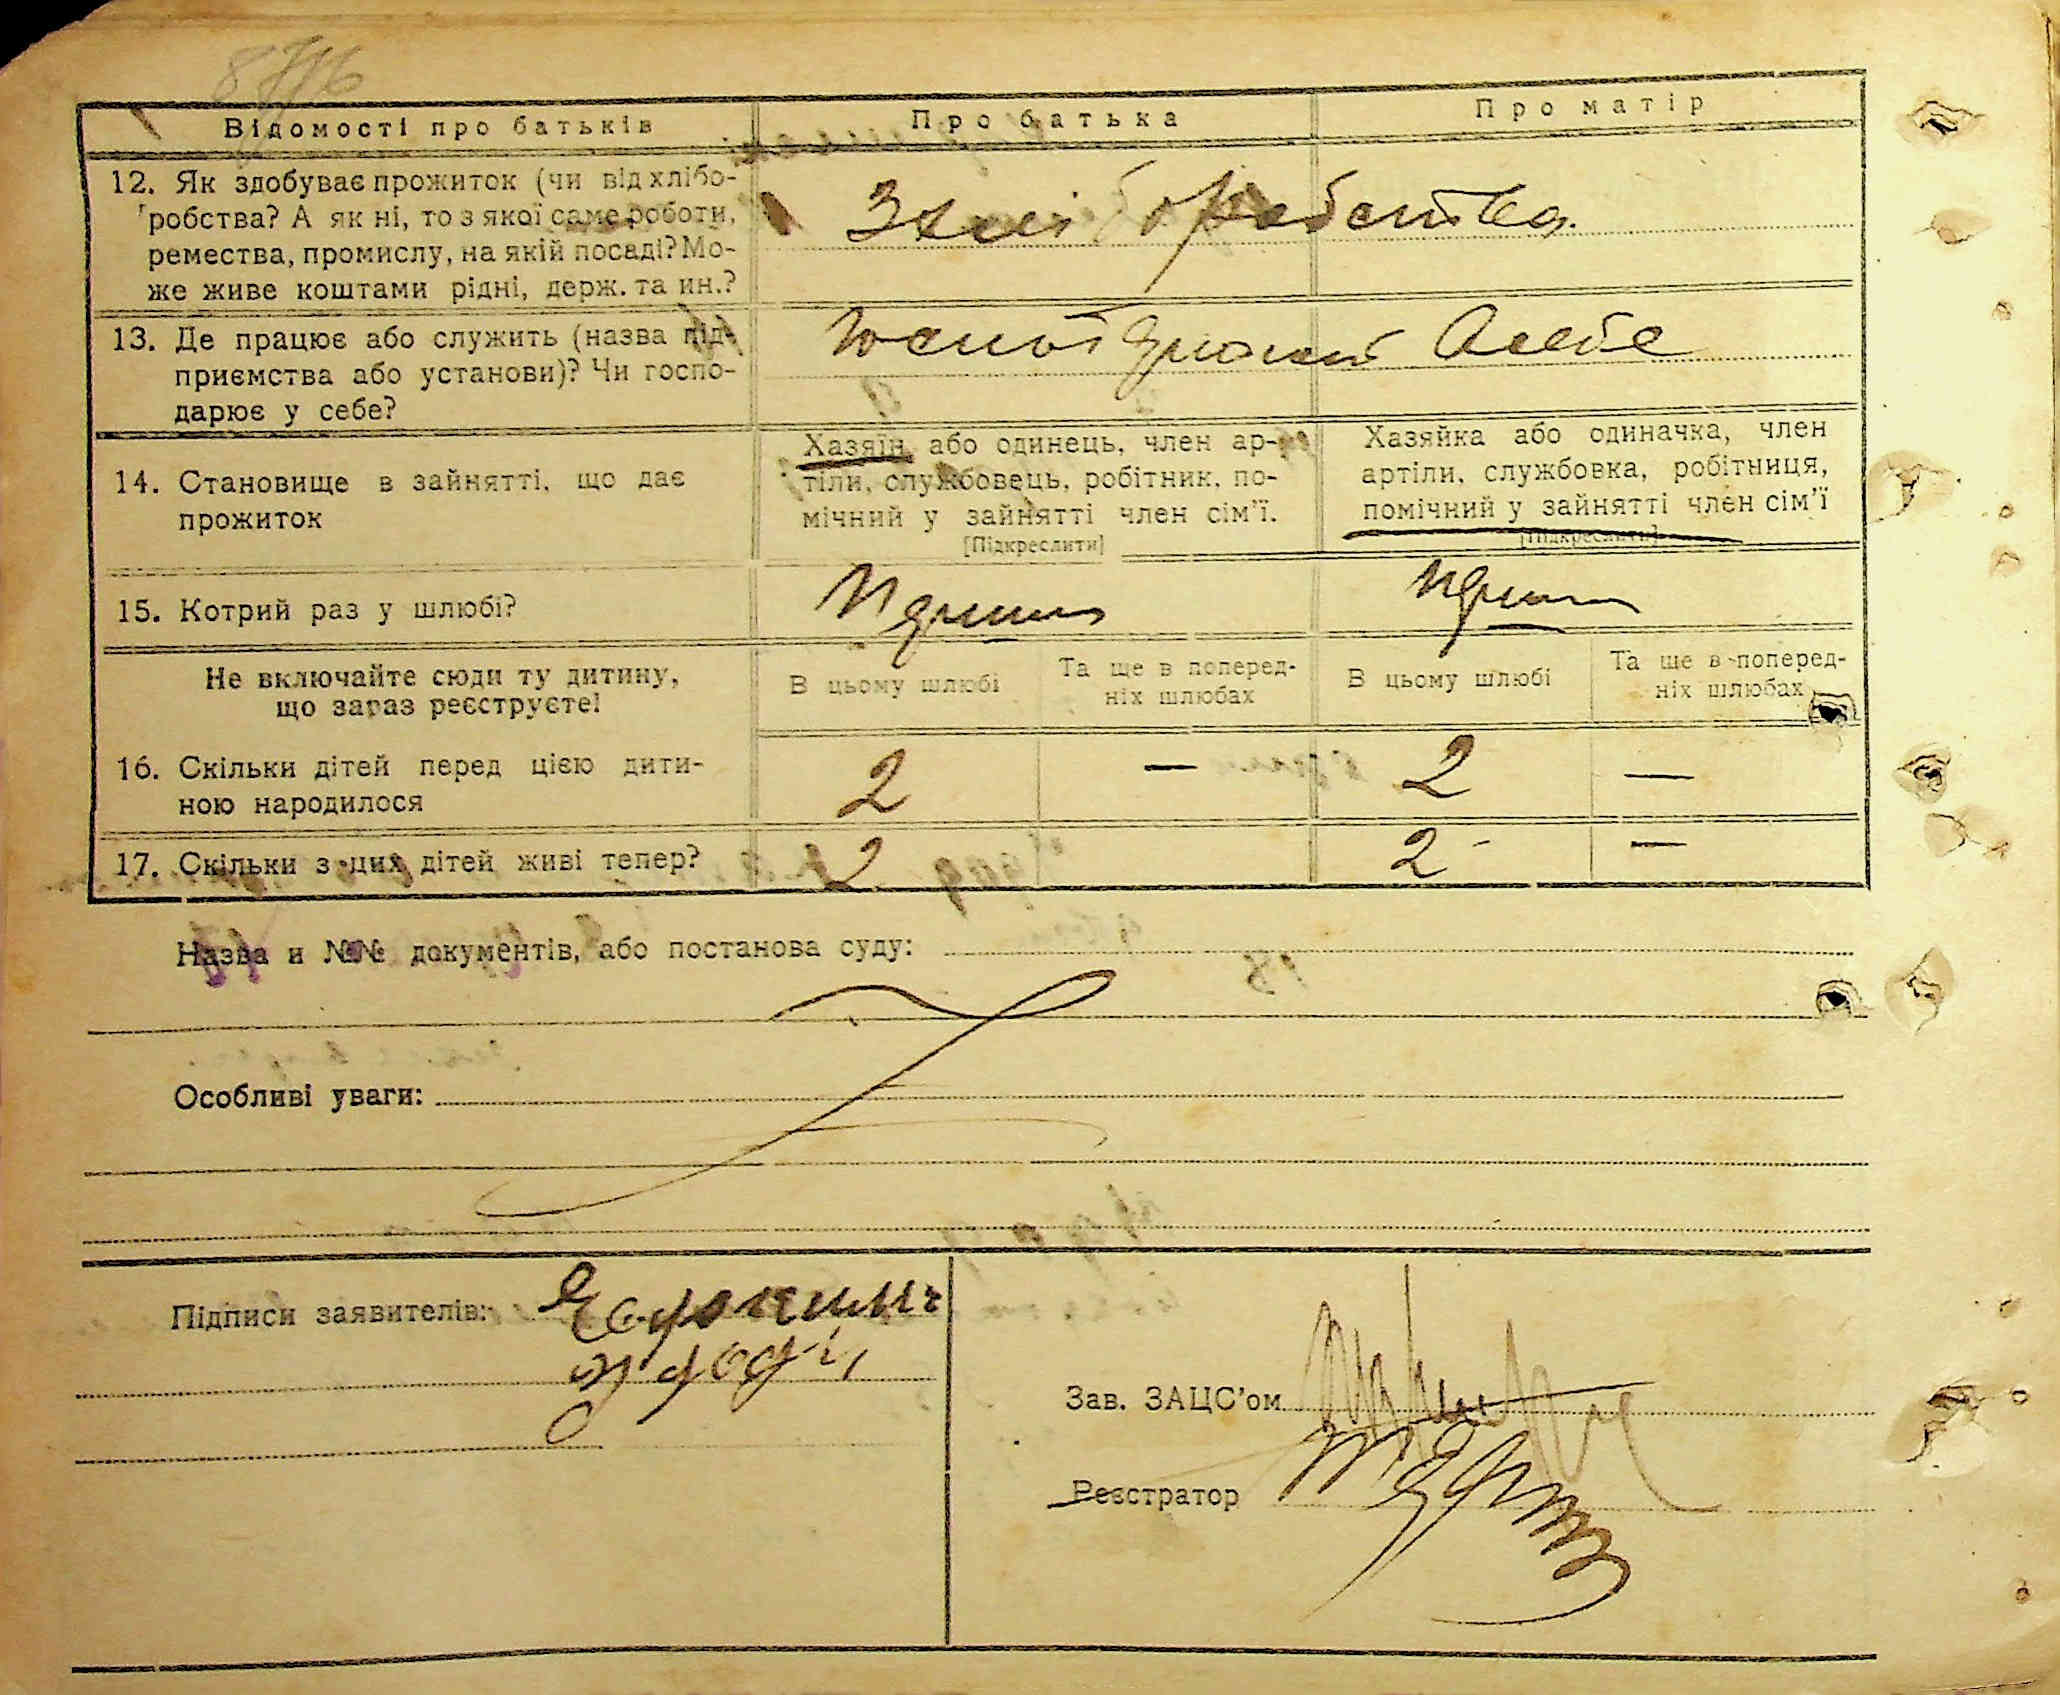 Відомості про батьків
Про батька
Про матір
12. Як здобуває прожиток (чи від хлібо-
робства? А як ні, то з якої саме роботи,
ремества, промислу, на якій посаді? Мо-
же живе коштами рідні, держ. та ин.?
З хліборобства.
13. Де працює або служить (назва під-
приємства або установи)? Чи госпо-
дарює у себе?
14. Становище в зайнятті, що дає
прожиток
Хазяїн або одинець, член ар-
тіли, службовець, робітник, по-
мічний у зайнятті член сім'ї.
[Підкреслити]
Хазяйка або одиначка, член
артіли, службовка, робітниця,
помічний у зайнятті член сім'ї
[Підкреслити]
15. Котрий раз у шлюбі?
Не включайте сюди ту дитину,
що зараз реєструєте!
В цьому шлюбі
Та ще в поперед-
ніх шлюбах
В цьому шлюбі
Та ще в поперед-
ніх шлюбах
16. Скільки дітей перед цією дити-
ною народилося
2 — 2 —
17. Скільки з цих дітей живі тепер?
2 2 —
Назва и №№ документів, або постанова суду:
Особливі уваги:
Підписи заявителів:
Зав. ЗАЦС'ом
Реєстратор